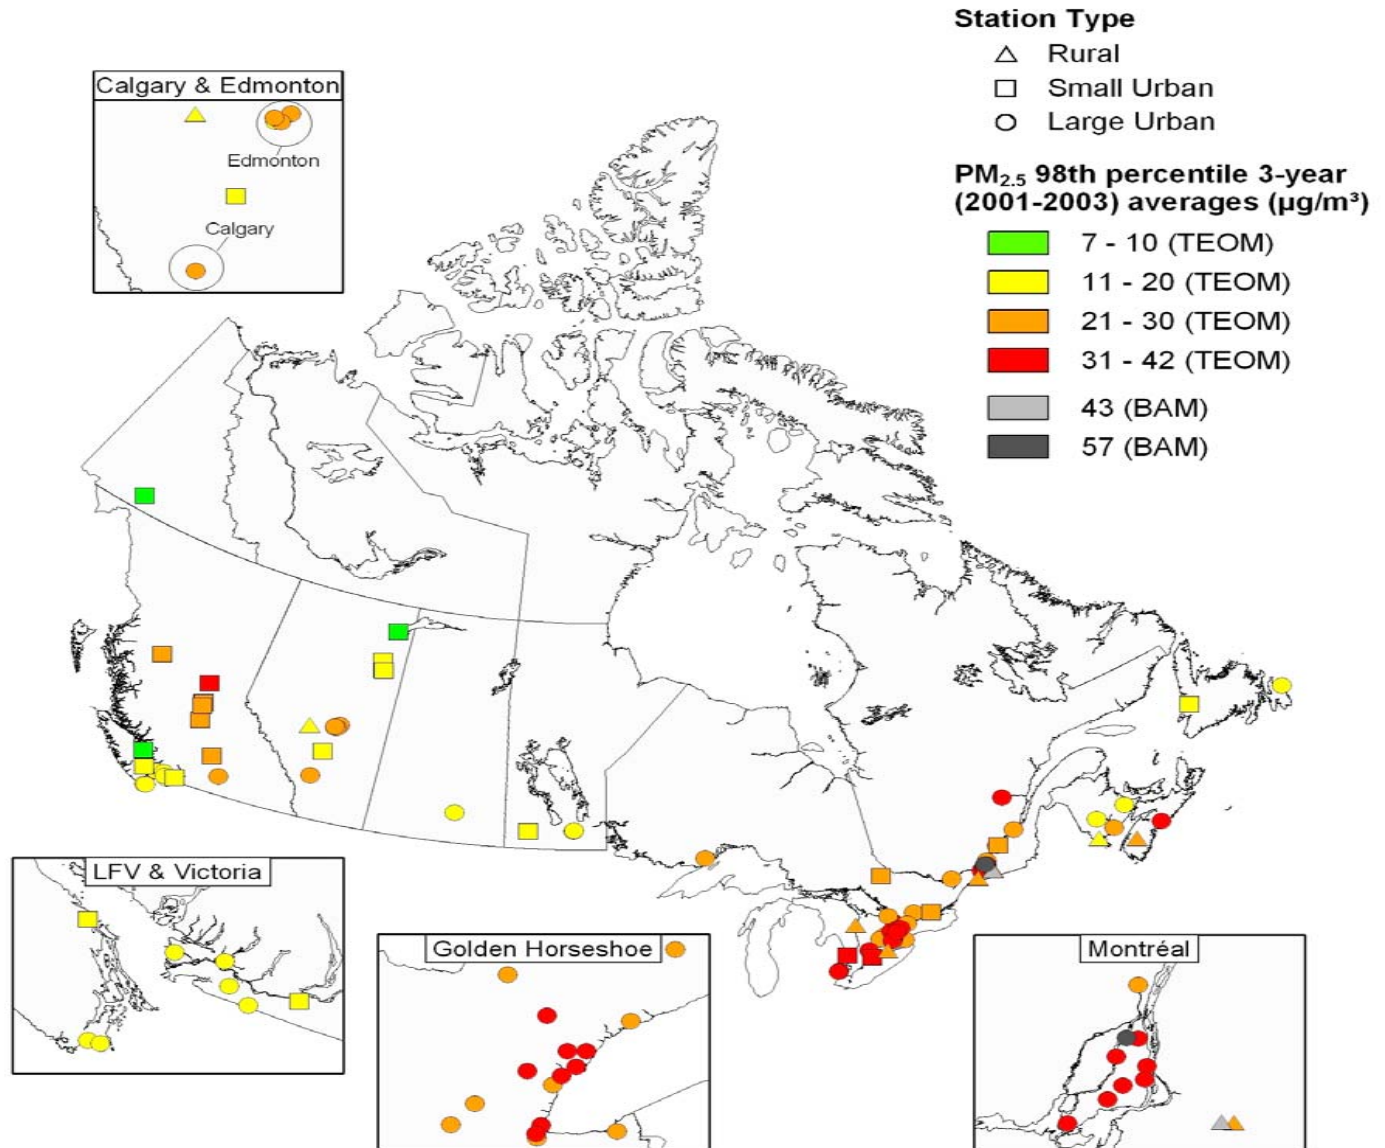 Station Type
Rural
Small Urban
Large Urban
PM₂.₅ 98th percentile 3-year
(2001-2003) averages (µg/m³)
7 - 10 (TEOM)
11 - 20 (TEOM)
21 - 30 (TEOM)
31 - 42 (TEOM)
43 (BAM)
57 (BAM)
Calgary & Edmonton
Edmonton
Calgary
LFV & Victoria
Golden Horseshoe
Montréal